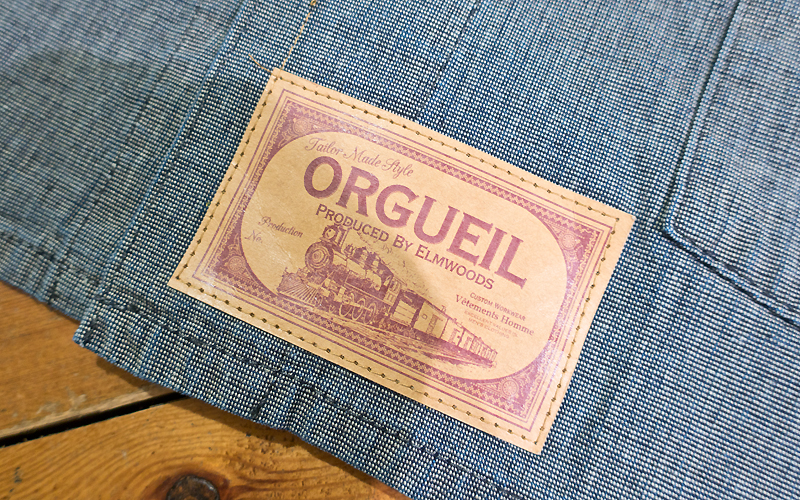 Tailor Made Style
ORGUEIL
PRODUCED BY ELMWOODS
Production
No.
CUSTOM WORKWEAR
Vêtements Homme